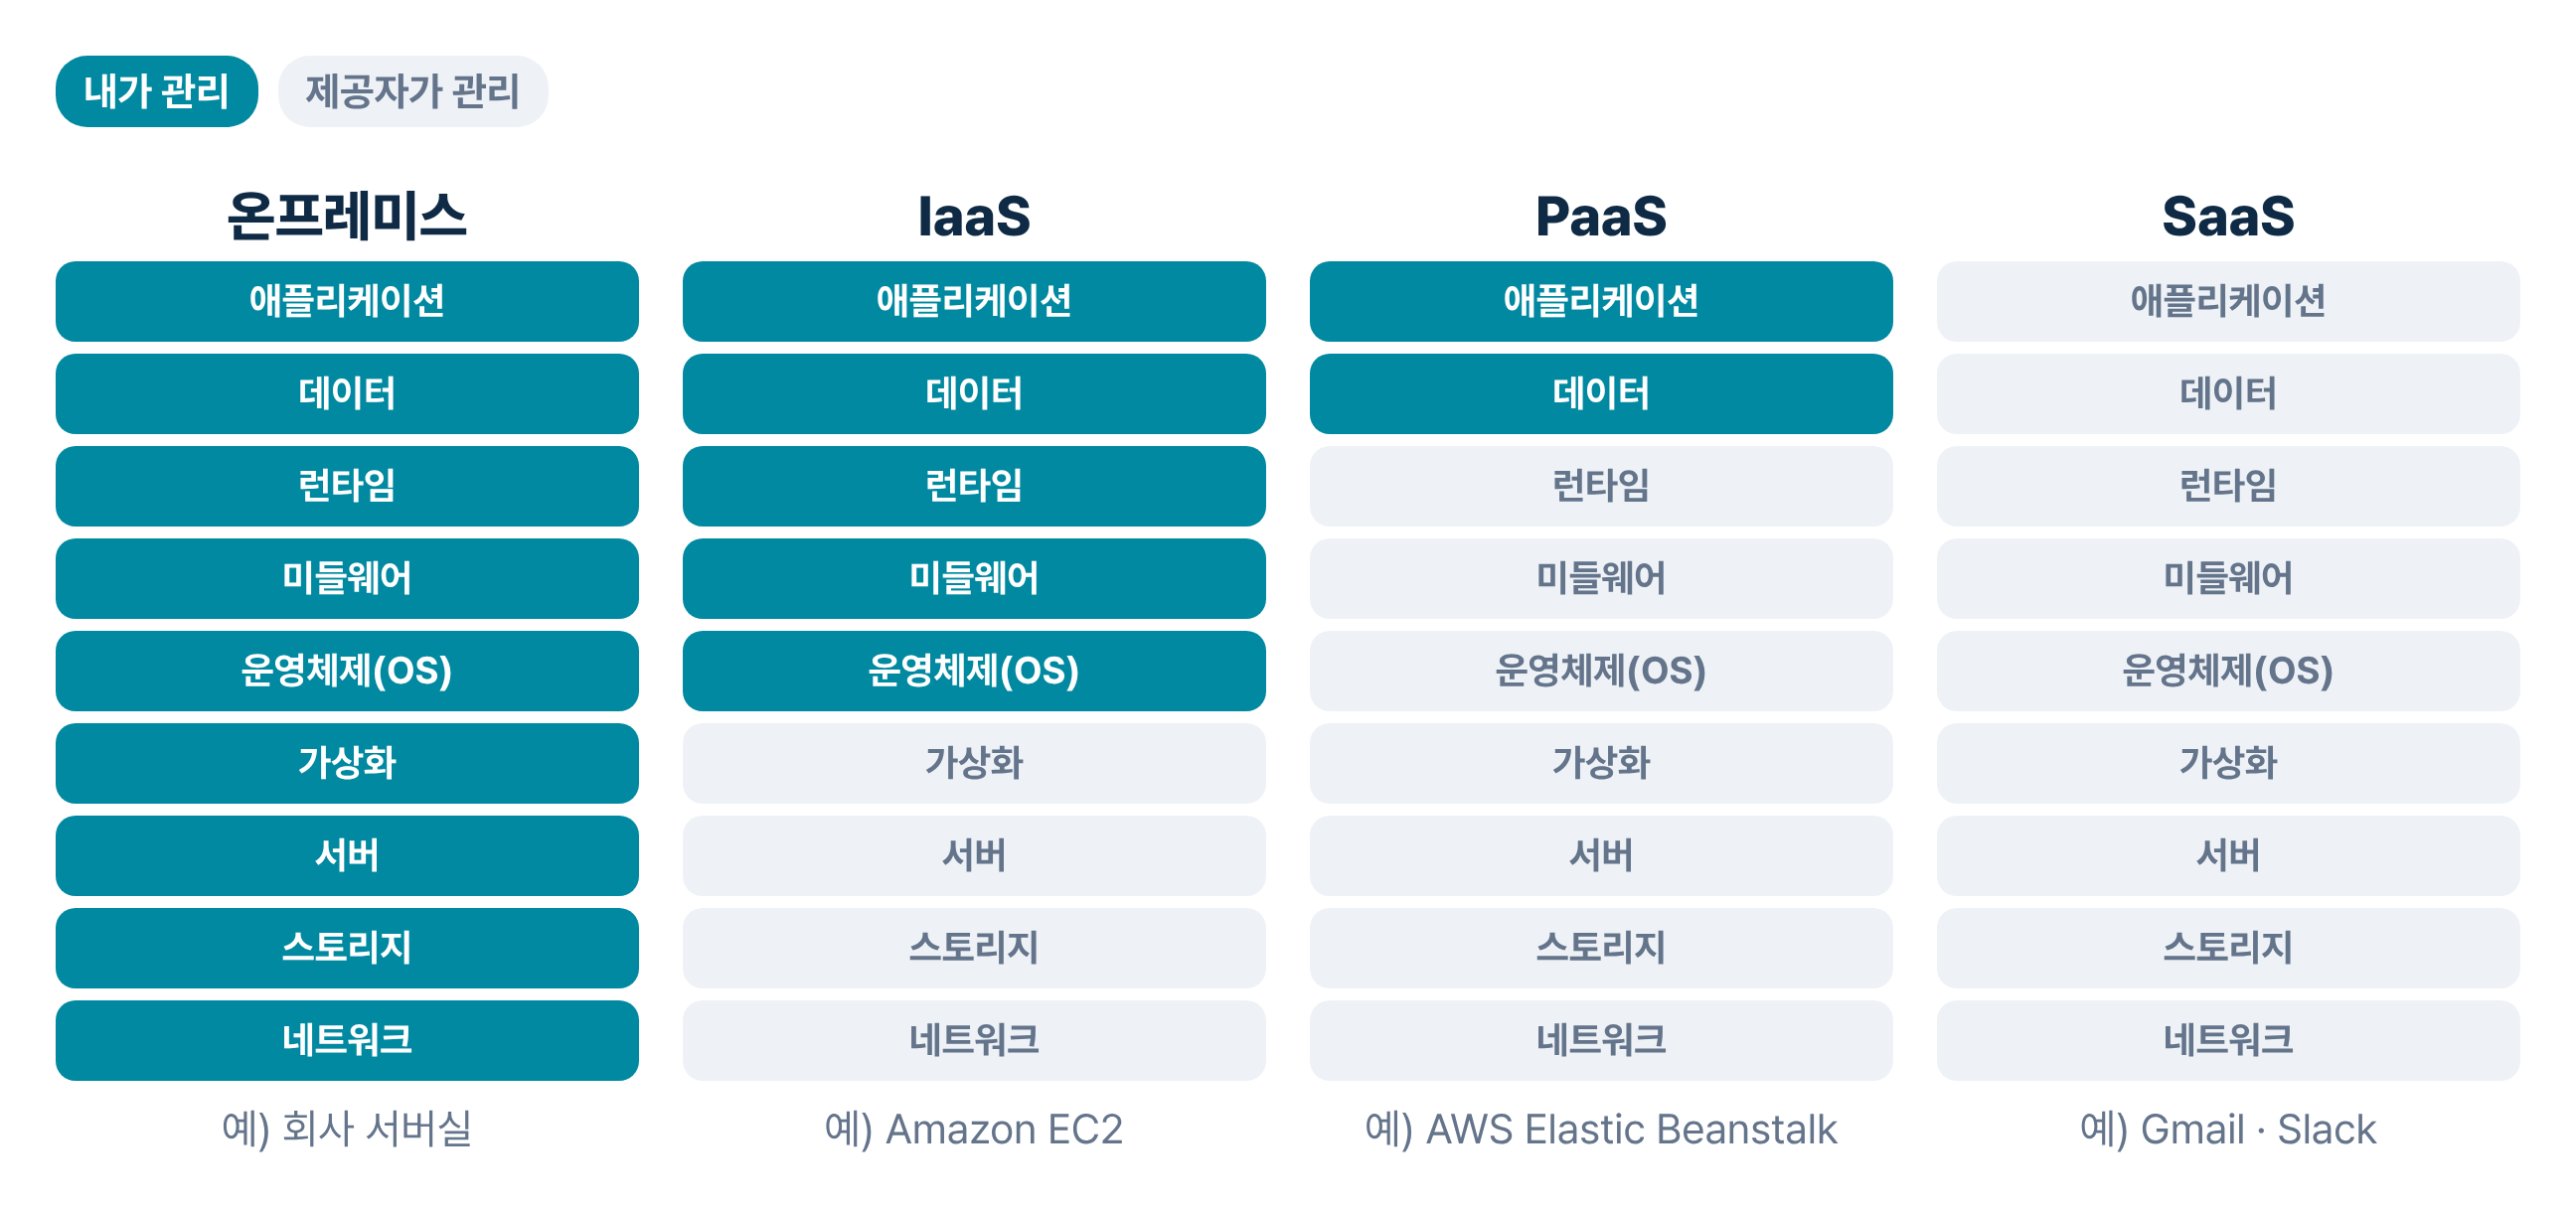 내가 관리
제공자가 관리
온프레미스
애플리케이션
데이터
런타임
미들웨어
운영체제(OS)
가상화
서버
스토리지
네트워크
예) 회사 서버실
IaaS
애플리케이션
데이터
런타임
미들웨어
운영체제(OS)
가상화
서버
스토리지
네트워크
예) Amazon EC2
PaaS
애플리케이션
데이터
런타임
미들웨어
운영체제(OS)
가상화
서버
스토리지
네트워크
예) AWS Elastic Beanstalk
SaaS
애플리케이션
데이터
런타임
미들웨어
운영체제(OS)
가상화
서버
스토리지
네트워크
예) Gmail · Slack